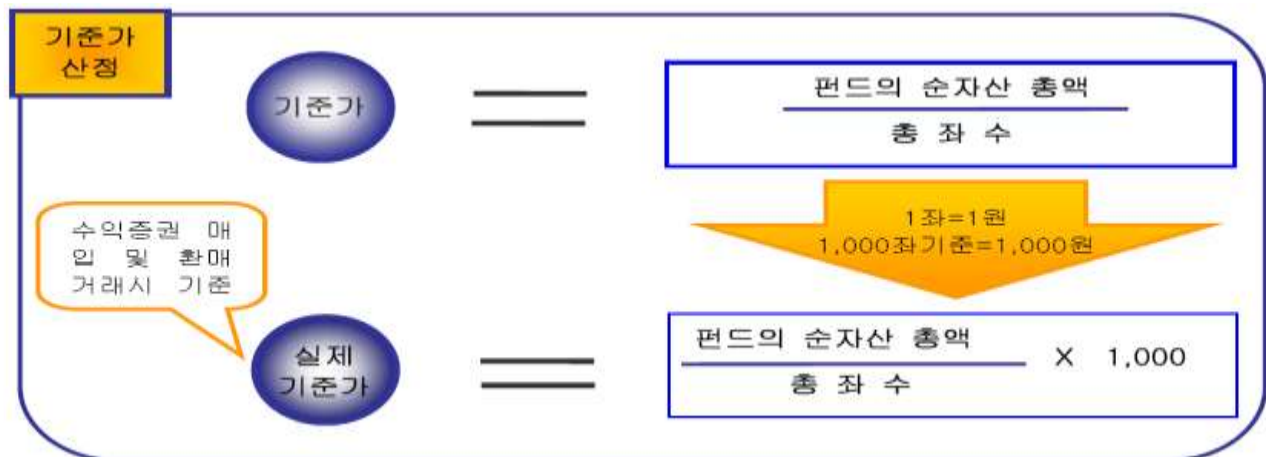 기준가
산정
기준가
펀드의 순자산 총액
총 좌 수
1좌=1원
1,000좌기준=1,000원
수익증권 매
입 및 환매
거래시 기준
실제
기준가
펀드의 순자산 총액
총 좌 수
X 1,000